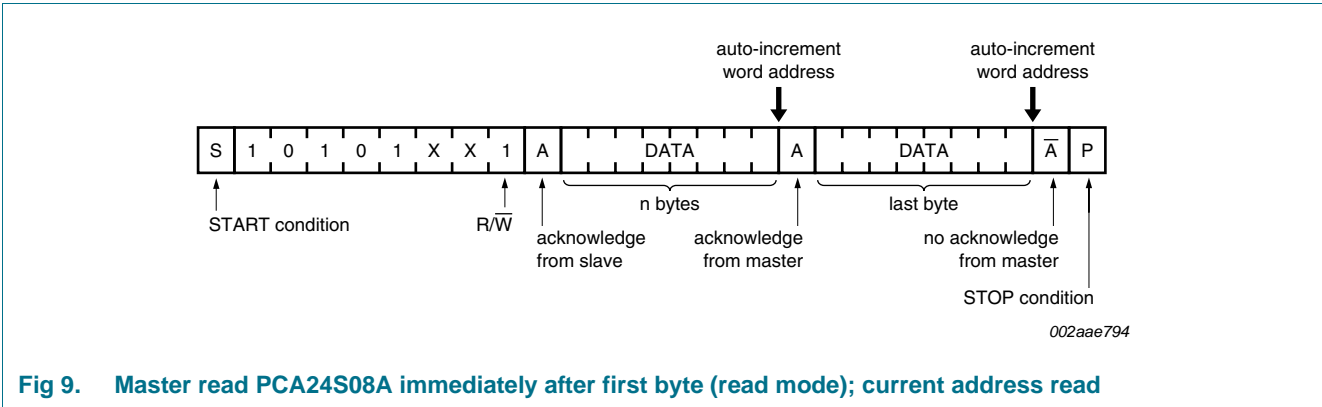 auto-increment
word address
auto-increment
word address
S 1 0 1 0 1 X X 1 A DATA A DATA A̅ P
n bytes
last byte
START condition
R/W̅
acknowledge
from slave
acknowledge
from master
no acknowledge
from master
STOP condition
002aae794
Fig 9. Master read PCA24S08A immediately after first byte (read mode); current address read